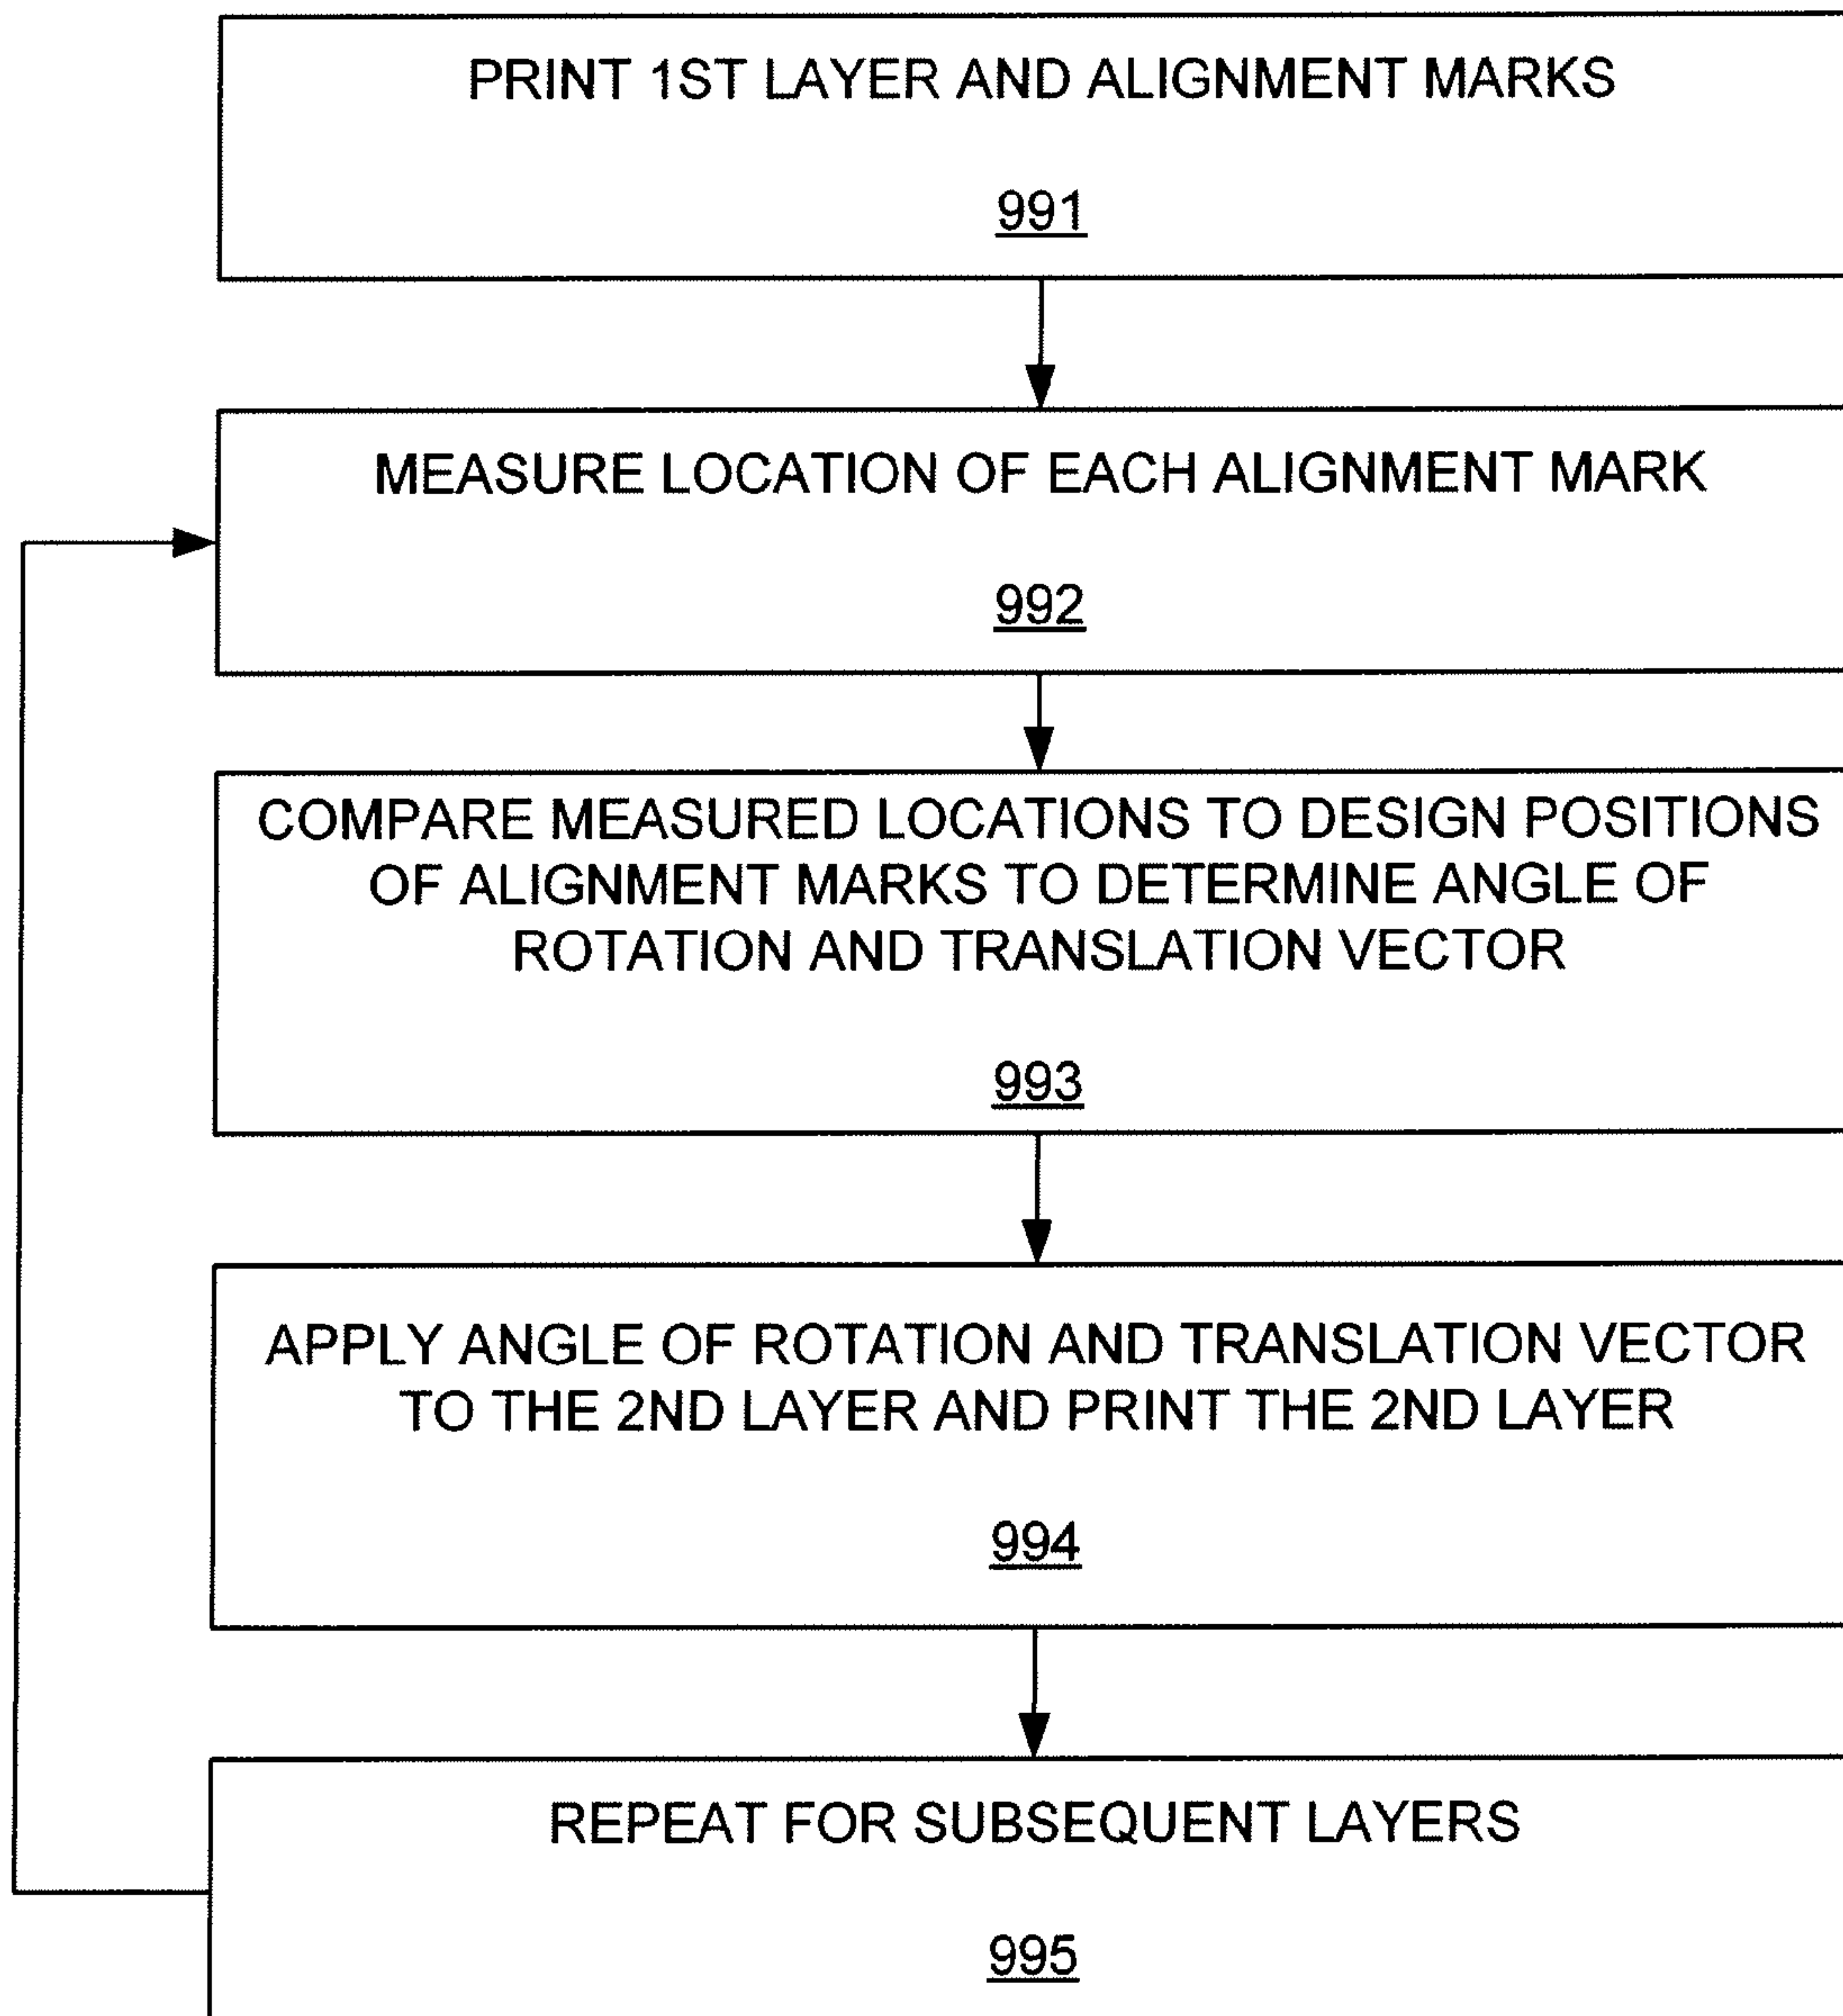 PRINT 1ST LAYER AND ALIGNMENT MARKS
991
MEASURE LOCATION OF EACH ALIGNMENT MARK
992
COMPARE MEASURED LOCATIONS TO DESIGN POSITIONS
OF ALIGNMENT MARKS TO DETERMINE ANGLE OF
ROTATION AND TRANSLATION VECTOR
993
APPLY ANGLE OF ROTATION AND TRANSLATION VECTOR
TO THE 2ND LAYER AND PRINT THE 2ND LAYER
994
REPEAT FOR SUBSEQUENT LAYERS
995